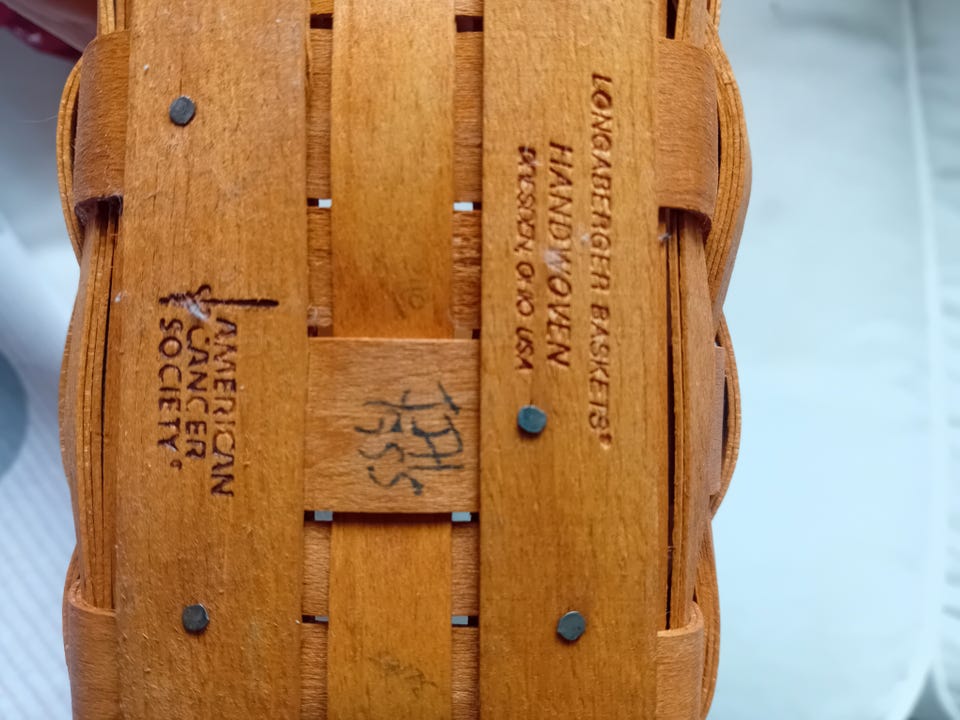 LONGABERGER BASKETS®
HANDWOVEN
DRESDEN, OHIO USA
AMERICAN
CANCER
SOCIETY®